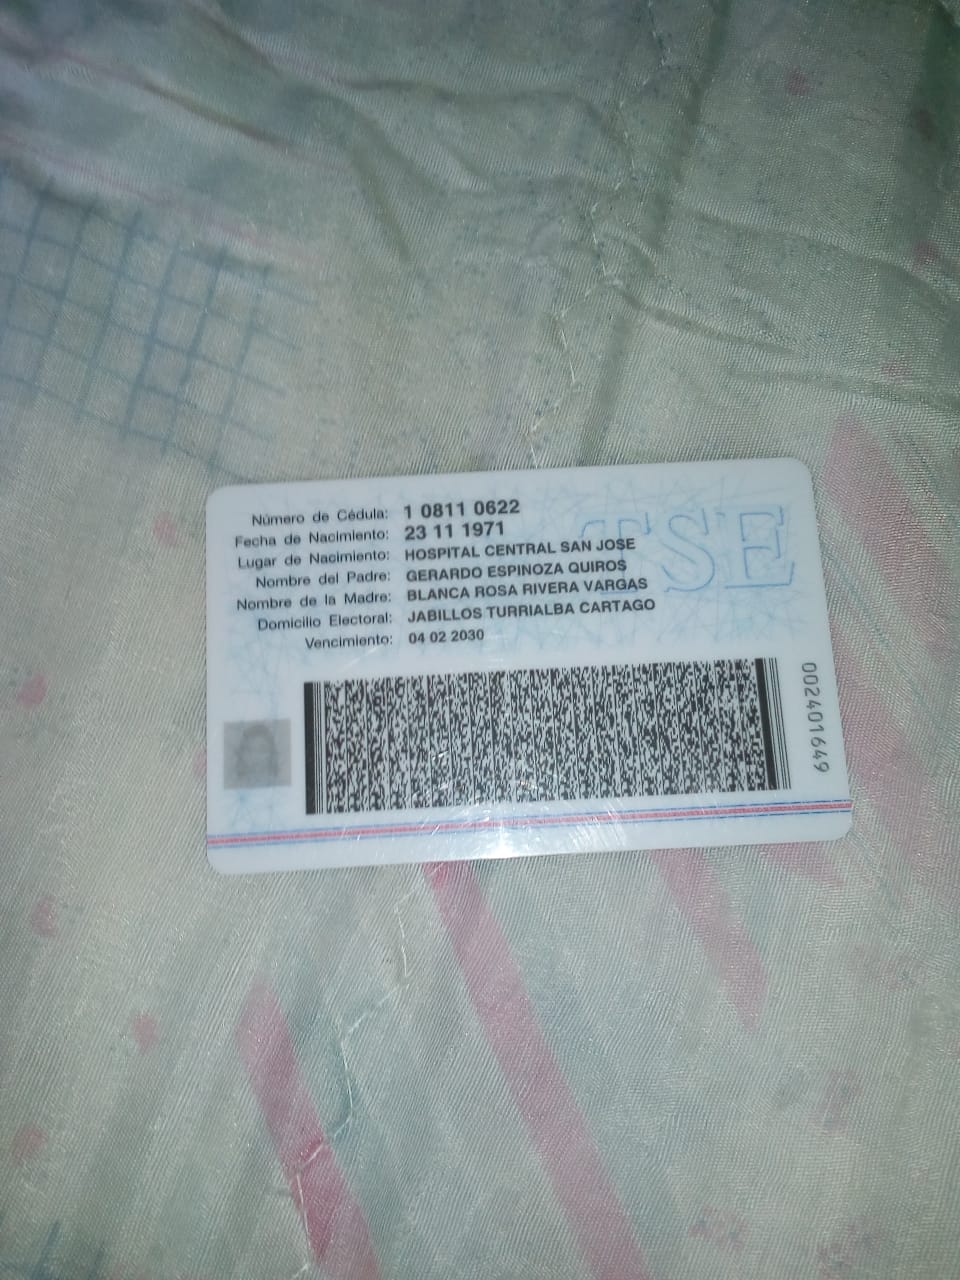 Número de Cédula: 1 0811 0622
Fecha de Nacimiento: 23 11 1971
Lugar de Nacimiento: HOSPITAL CENTRAL SAN JOSE
Nombre del Padre: GERARDO ESPINOZA QUIROS
Nombre de la Madre: BLANCA ROSA RIVERA VARGAS
Domicilio Electoral: JABILLOS TURRIALBA CARTAGO
Vencimiento: 04 02 2030
TSE
002401649